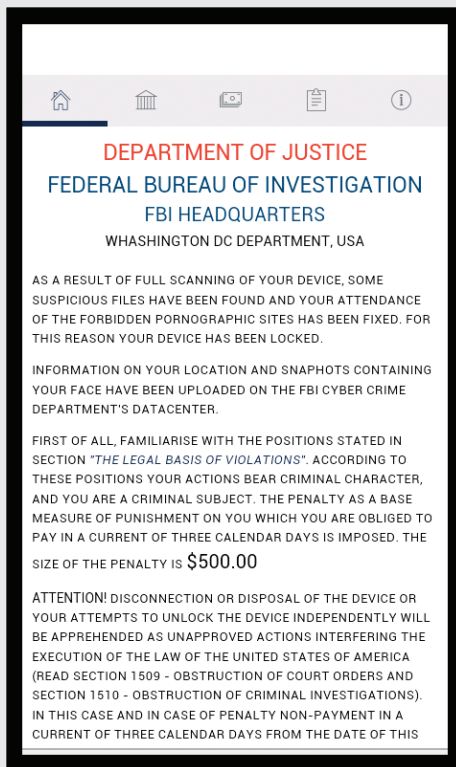 DEPARTMENT OF JUSTICE
FEDERAL BUREAU OF INVESTIGATION
FBI HEADQUARTERS
WHASHINGTON DC DEPARTMENT, USA
AS A RESULT OF FULL SCANNING OF YOUR DEVICE, SOME
SUSPICIOUS FILES HAVE BEEN FOUND AND YOUR ATTENDANCE
OF THE FORBIDDEN PORNOGRAPHIC SITES HAS BEEN FIXED. FOR
THIS REASON YOUR DEVICE HAS BEEN LOCKED.
INFORMATION ON YOUR LOCATION AND SNAPHOTS CONTAINING
YOUR FACE HAVE BEEN UPLOADED ON THE FBI CYBER CRIME
DEPARTMENT'S DATACENTER.
FIRST OF ALL, FAMILIARISE WITH THE POSITIONS STATED IN
SECTION "THE LEGAL BASIS OF VIOLATIONS". ACCORDING TO
THESE POSITIONS YOUR ACTIONS BEAR CRIMINAL CHARACTER,
AND YOU ARE A CRIMINAL SUBJECT. THE PENALTY AS A BASE
MEASURE OF PUNISHMENT ON YOU WHICH YOU ARE OBLIGED TO
PAY IN A CURRENT OF THREE CALENDAR DAYS IS IMPOSED. THE
SIZE OF THE PENALTY IS $500.00
ATTENTION! DISCONNECTION OR DISPOSAL OF THE DEVICE OR
YOUR ATTEMPTS TO UNLOCK THE DEVICE INDEPENDENTLY WILL
BE APPREHENDED AS UNAPPROVED ACTIONS INTERFERING THE
EXECUTION OF THE LAW OF THE UNITED STATES OF AMERICA
(READ SECTION 1509 - OBSTRUCTION OF COURT ORDERS AND
SECTION 1510 - OBSTRUCTION OF CRIMINAL INVESTIGATIONS).
IN THIS CASE AND IN CASE OF PENALTY NON-PAYMENT IN A
CURRENT OF THREE CALENDAR DAYS FROM THE DATE OF THIS